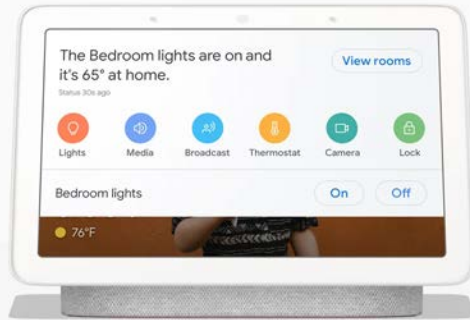 The Bedroom lights are on and
it's 65° at home.
Status 30s ago
View rooms
Lights Media Broadcast Thermostat Camera Lock
Bedroom lights On Off
76°F